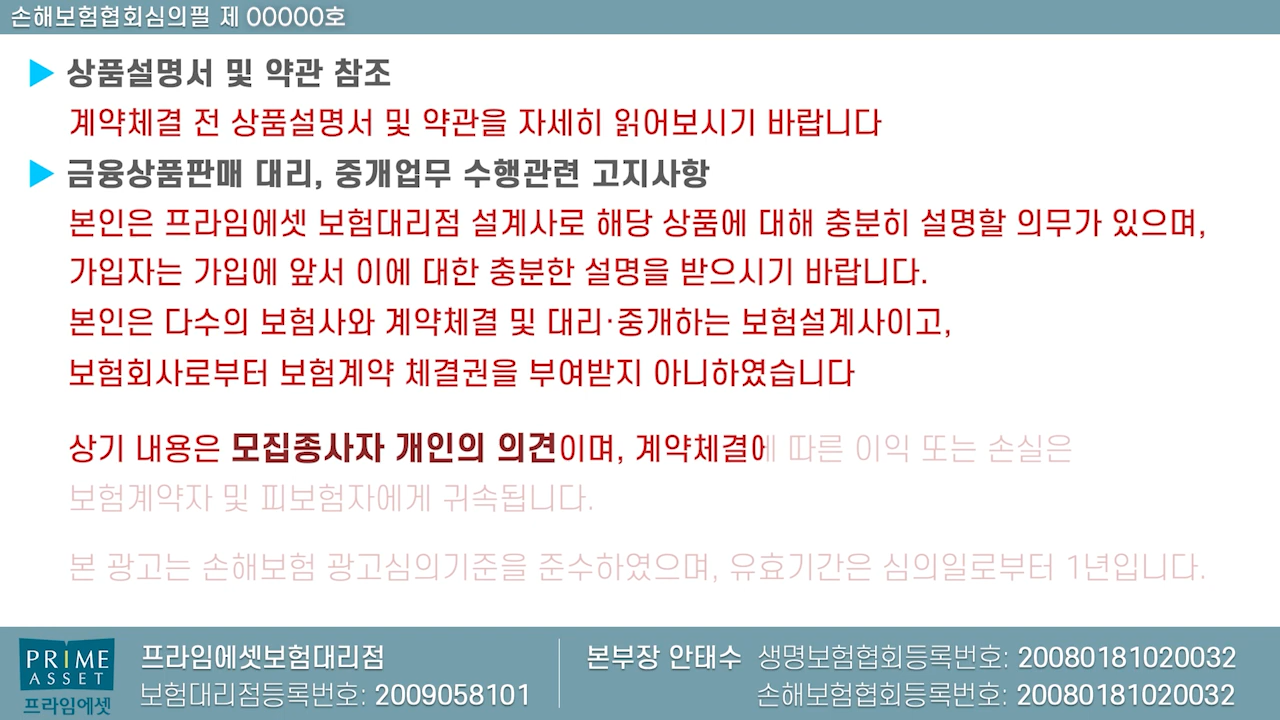 손해보험협회심의필 제 00000호
▶ 상품설명서 및 약관 참조
계약체결 전 상품설명서 및 약관을 자세히 읽어보시기 바랍니다
▶ 금융상품판매 대리, 중개업무 수행관련 고지사항
본인은 프라임에셋 보험대리점 설계사로 해당 상품에 대해 충분히 설명할 의무가 있으며,
가입자는 가입에 앞서 이에 대한 충분한 설명을 받으시기 바랍니다.
본인은 다수의 보험사와 계약체결 및 대리·중개하는 보험설계사이고,
보험회사로부터 보험계약 체결권을 부여받지 아니하였습니다
상기 내용은 모집종사자 개인의 의견이며, 계약체결에 따른 이익 또는 손실은
보험계약자 및 피보험자에게 귀속됩니다.
본 광고는 손해보험 광고심의기준을 준수하였으며, 유효기간은 심의일로부터 1년입니다.
PRIME
ASSET
프라임에셋
프라임에셋보험대리점
보험대리점등록번호: 2009058101
본부장 안태수 생명보험협회등록번호: 20080181020032
손해보험협회등록번호: 20080181020032